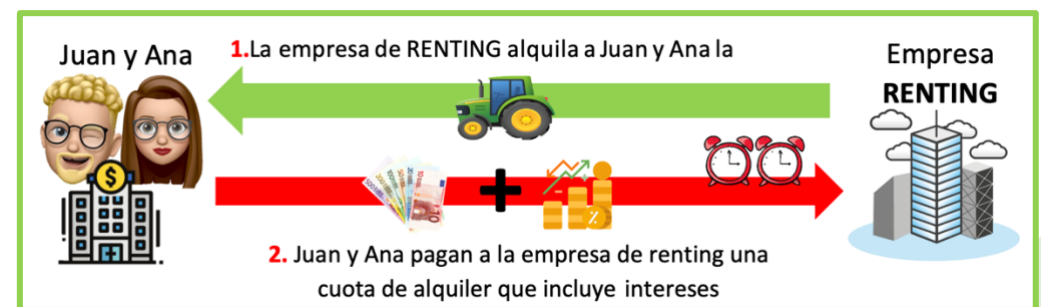 Juan y Ana
1.La empresa de RENTING alquila a Juan y Ana la
Empresa
RENTING
2. Juan y Ana pagan a la empresa de renting una
cuota de alquiler que incluye intereses